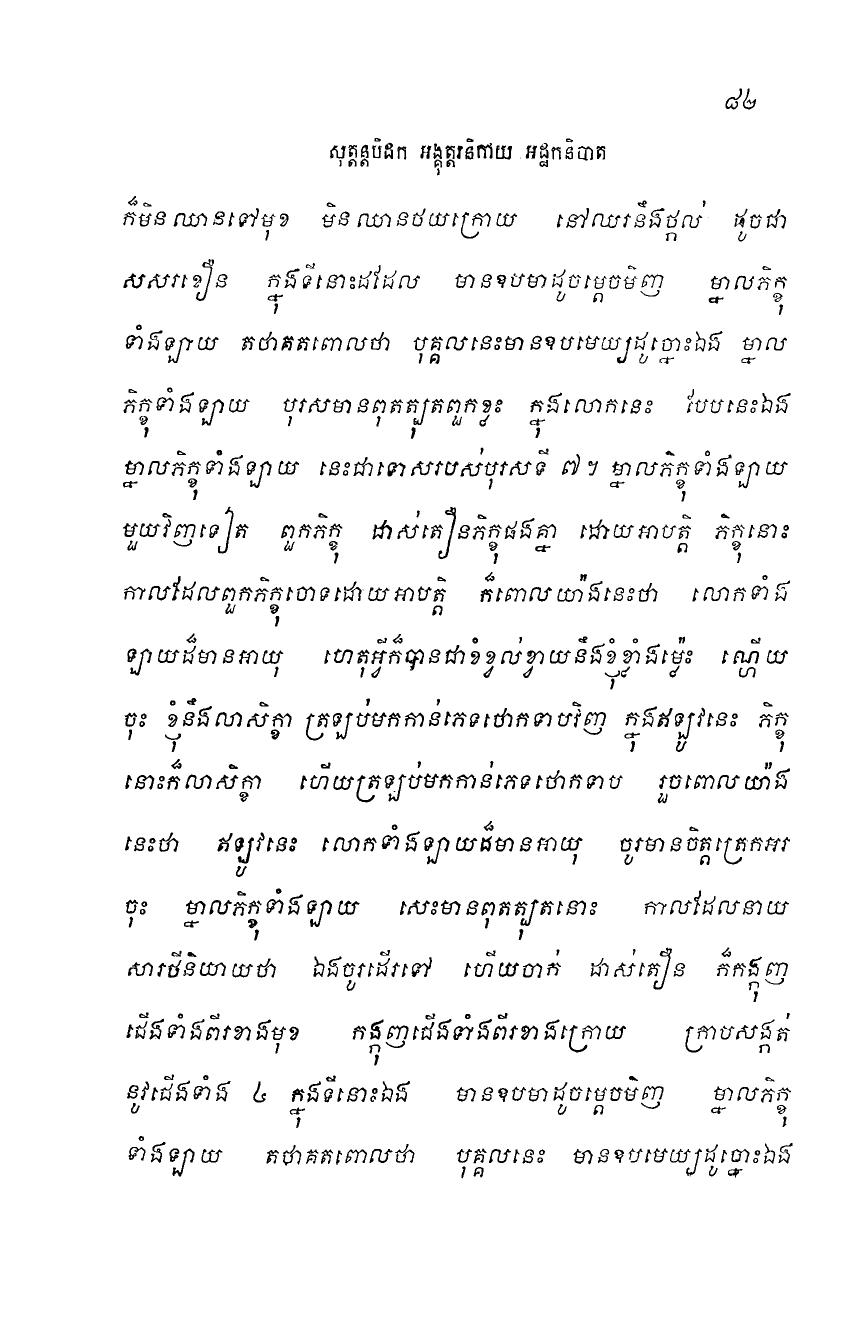 ៨២
សុត្តន្តបិដក អង្គុត្តរនិកាយ អដ្ឋកនិបាត
ក៏មិនឈានទៅមុខ មិនឈានថយក្រោយ នៅឈរនឹងថ្កល់ ដូចជា
សសរខឿន ក្នុងទីនោះដដែល មានឧបមាដូចម្តេចមិញ ម្នាលភិក្ខុ
ទាំងឡាយ តថាគតពោលថា បុគ្គលនេះមានឧបមេយ្យដូច្នោះឯង ម្នាល
ភិក្ខុទាំងឡាយ បុរសមានពុតត្បុតពួកខ្លះ ក្នុងលោកនេះ បែបនេះឯង
ម្នាលភិក្ខុទាំងឡាយ នេះជាទោសរបស់បុរសទី ៧។ ម្នាលភិក្ខុទាំងឡាយ
មួយវិញទៀត ពួកភិក្ខុ ដាស់តឿនភិក្ខុផងគ្នា ដោយអាបត្តិ ភិក្ខុនោះ
កាលដែលពួកភិក្ខុចោទដោយអាបត្តិ ក៏ពោលយ៉ាងនេះថា លោកទាំង
ឡាយដ៏មានអាយុ ហេតុអ្វីក៏បានជាខំខ្វល់ខ្វាយនឹងខ្ញុំខ្លាំងម្ល៉េះ ណ្ហើយ
ចុះ ខ្ញុំនឹងលាសិក្ខា ត្រឡប់មកកាន់ភេទថោកទាបវិញ ក្នុងឥឡូវនេះ ភិក្ខុ
នោះក៏លាសិក្ខា ហើយត្រឡប់មកកាន់ភេទថោកទាប រួចពោលយ៉ាង
នេះថា ឥឡូវនេះ លោកទាំងឡាយដ៏មានអាយុ ចូរមានចិត្តត្រេកអរ
ចុះ ម្នាលភិក្ខុទាំងឡាយ សេះមានពុតត្បុតនោះ កាលដែលនាយ
សារថីនិយាយថា ឯងចូរដើរទៅ ហើយចាក់ ដាស់តឿន ក៏កង្កុញ
ជើងទាំងពីរខាងមុខ កង្កុញជើងទាំងពីរខាងក្រោយ ក្រាបសង្កត់
នូវជើងទាំង ៤ ក្នុងទីនោះឯង មានឧបមាដូចម្តេចមិញ ម្នាលភិក្ខុ
ទាំងឡាយ តថាគតពោលថា បុគ្គលនេះ មានឧបមេយ្យដូច្នោះឯង